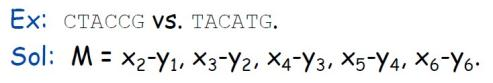 Ex: CTACCG vs. TACATG.
Sol: M = x₂-y₁, x₃-y₂, x₄-y₃, x₅-y₄, x₆-y₆.